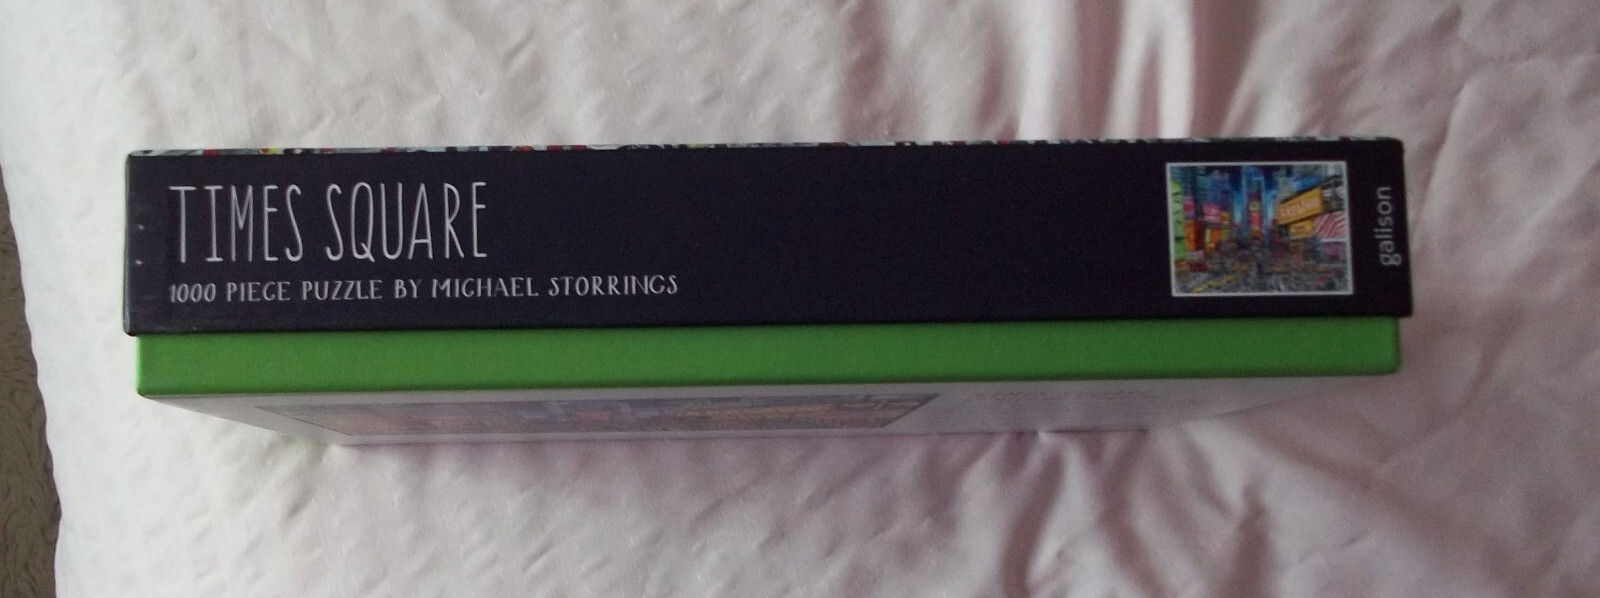 TIMES SQUARE
1000 PIECE PUZZLE BY MICHAEL STORRINGS
galison